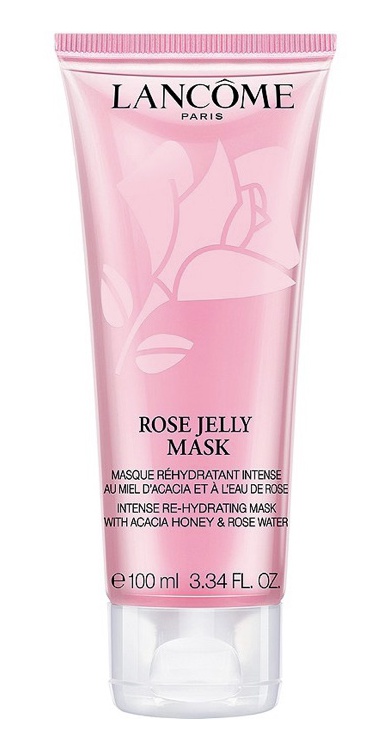 LANCÔME
PARIS
ROSE JELLY
MASK
MASQUE RÉHYDRATANT INTENSE
AU MIEL D'ACACIA ET À L'EAU DE ROSE
INTENSE RE-HYDRATING MASK
WITH ACACIA HONEY & ROSE WATER
℮ 100 ml 3.34 FL. OZ.